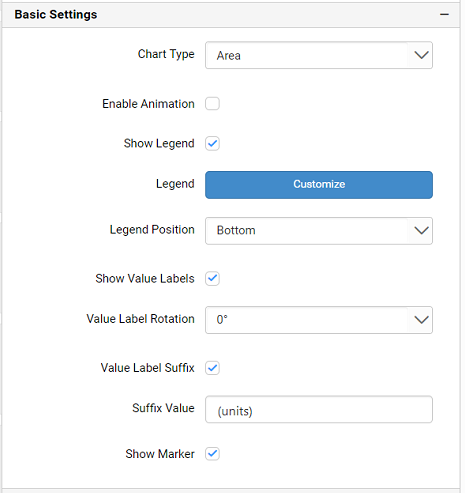 Basic Settings
Chart Type Area
Enable Animation
Show Legend
Legend Customize
Legend Position Bottom
Show Value Labels
Value Label Rotation 0°
Value Label Suffix
Suffix Value (units)
Show Marker